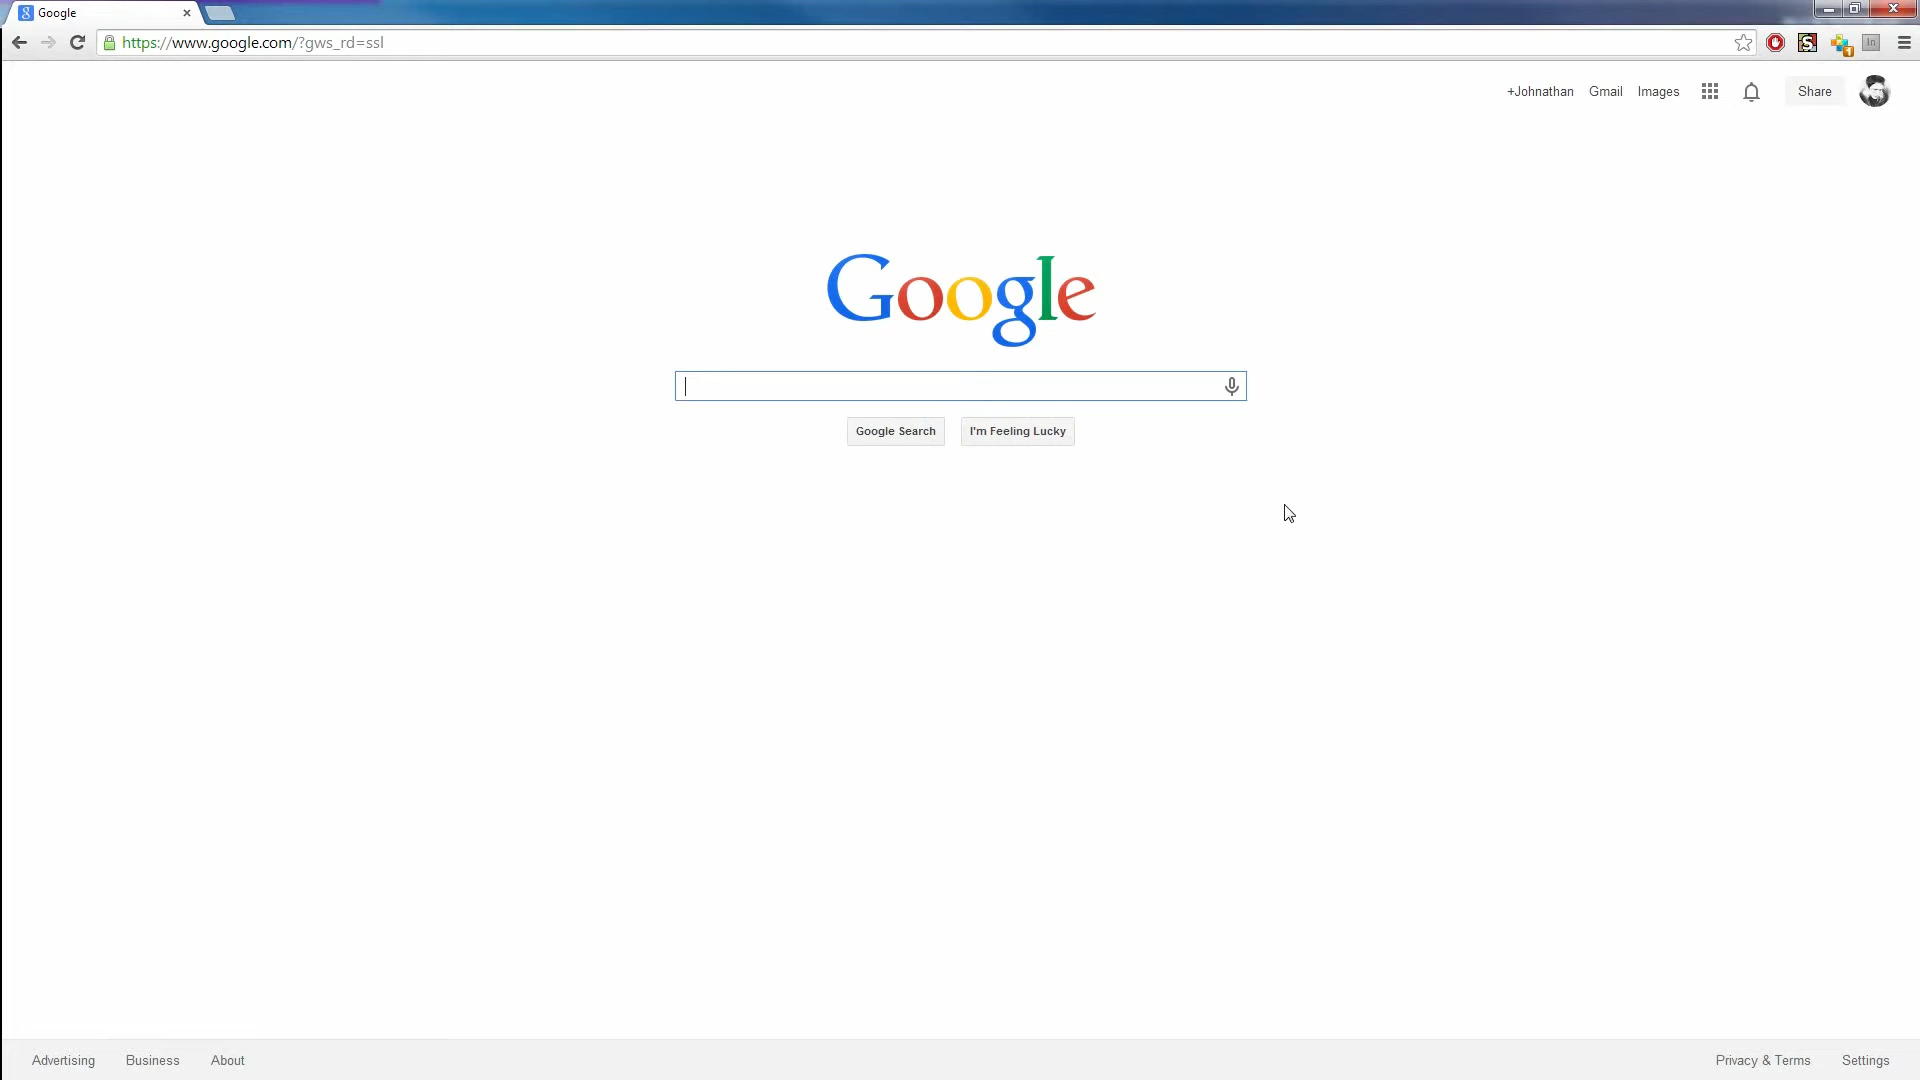 Google
https://www.google.com/?gws_rd=ssl
+Johnathan Gmail Images Share
Google
Google Search I'm Feeling Lucky
Advertising Business About Privacy & Terms Settings